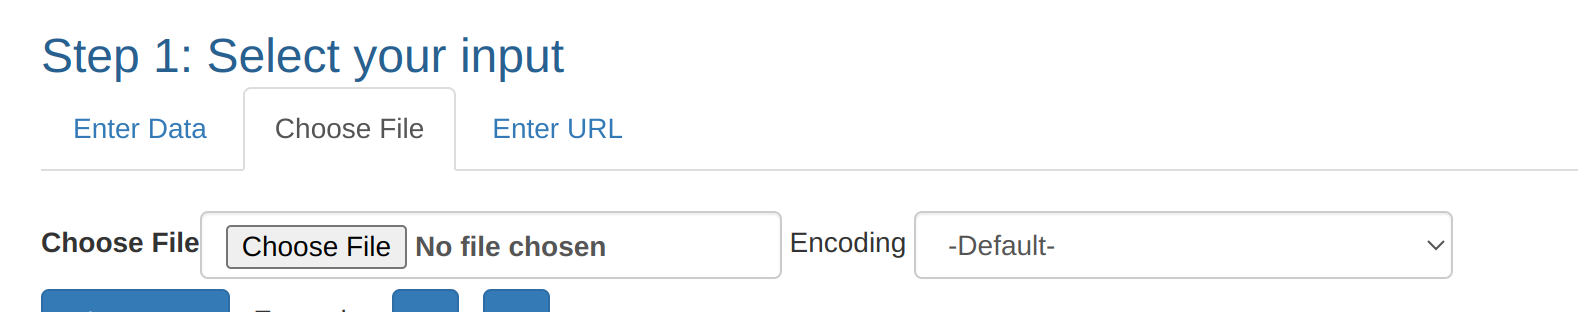 Step 1: Select your input
Enter Data Choose File Enter URL
Choose File Choose File No file chosen Encoding -Default-